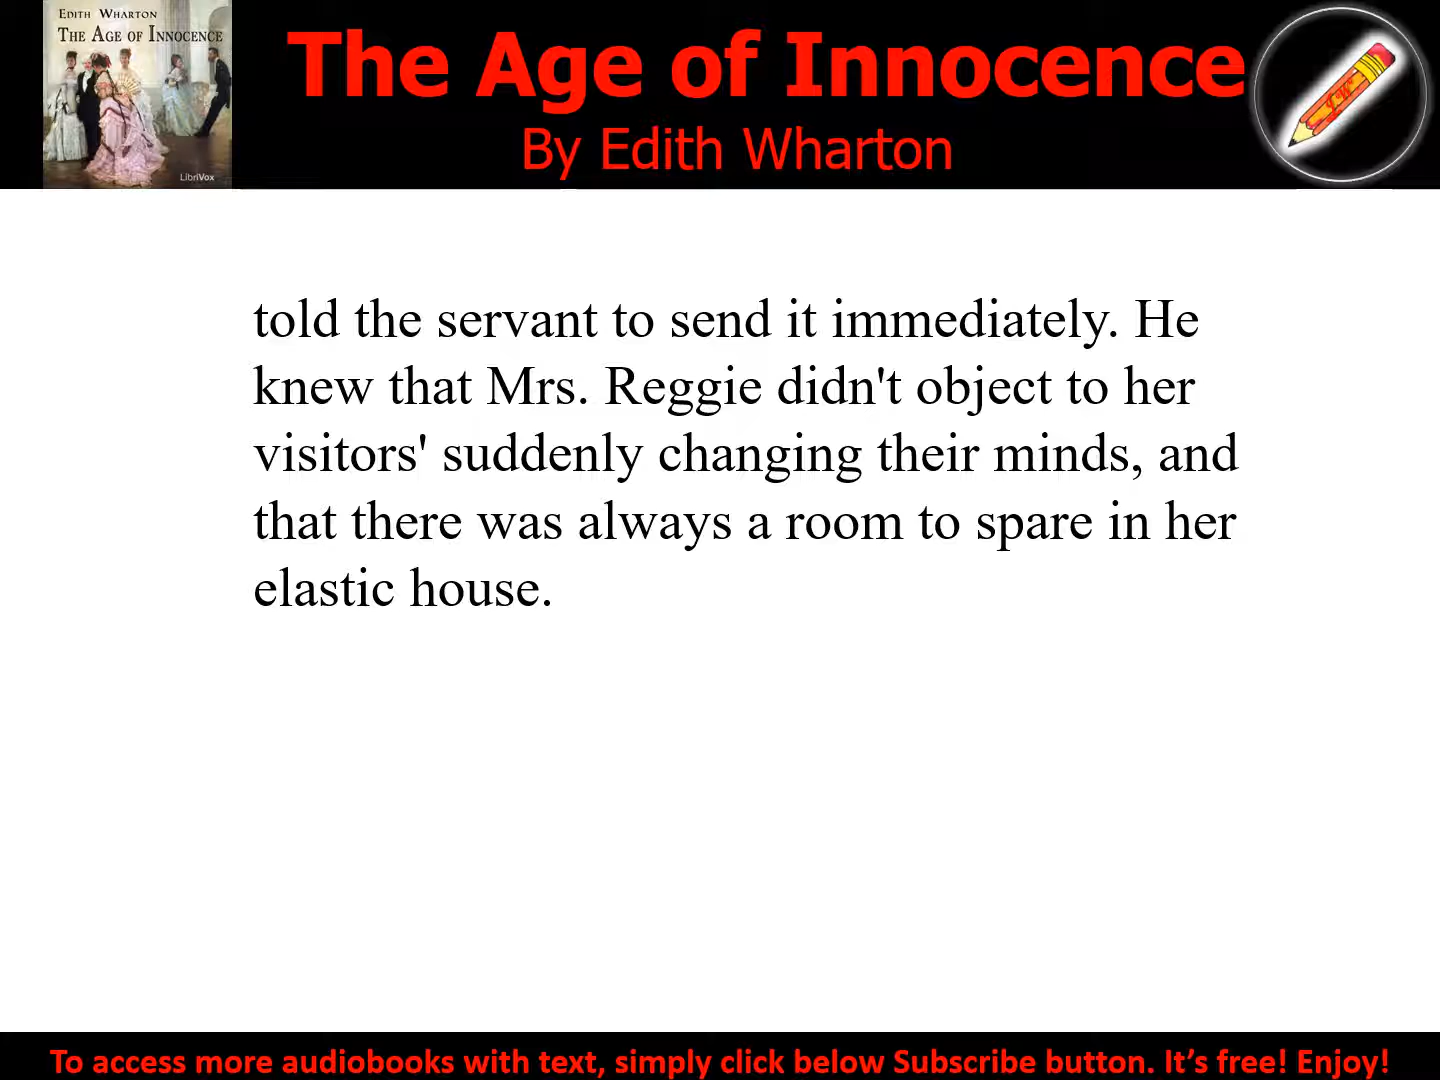 EDITH WHARTON
THE AGE OF INNOCENCE
LibriVox
The Age of Innocence
By Edith Wharton
told the servant to send it immediately. He
knew that Mrs. Reggie didn't object to her
visitors' suddenly changing their minds, and
that there was always a room to spare in her
elastic house.
To access more audiobooks with text, simply click below Subscribe button. It’s free! Enjoy!